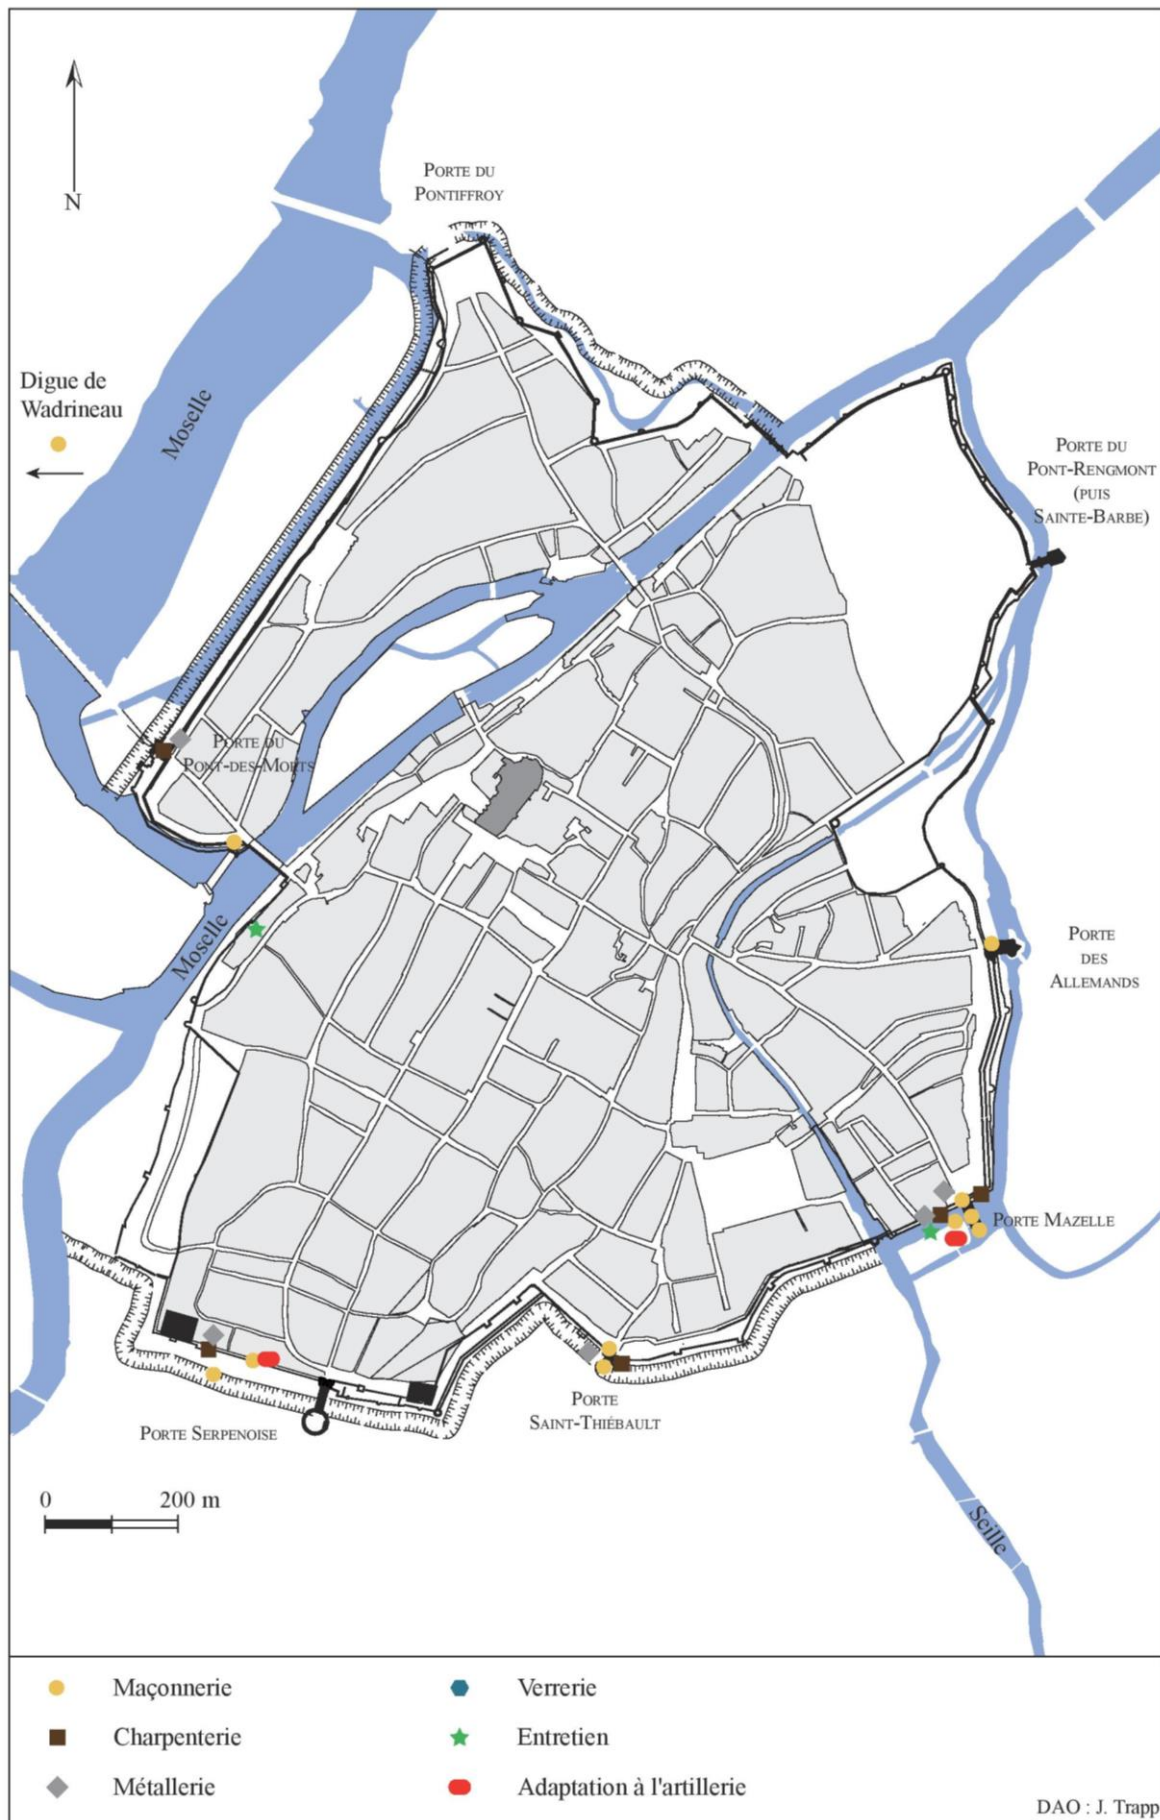 N
Porte du
Pontiffroy
Digue de
Wadrineau
Moselle
Porte du
Pont-Rengmont
(puis
Sainte-Barbe)
Porte du
Pont-des-Morts
Moselle
Porte
des
Allemands
Porte Mazelle
Porte
Saint-Thiébault
Porte Serpenoise
0 200 m
Seille
Maçonnerie
Charpenterie
Métallerie
Verrerie
Entretien
Adaptation à l'artillerie
DAO : J. Trapp